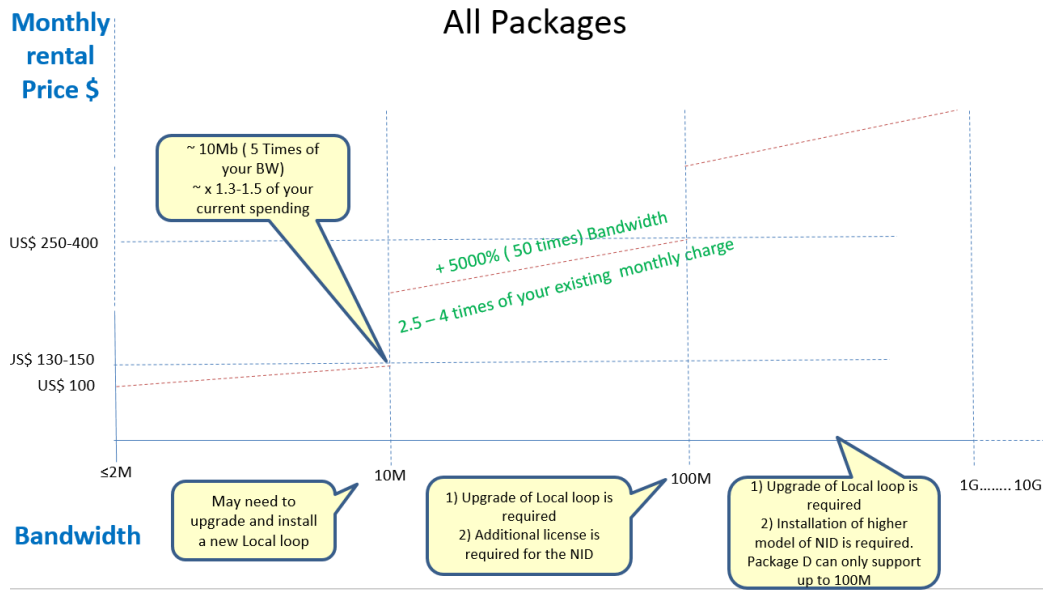 All Packages
Monthly
rental
Price $
~ 10Mb ( 5 Times of
your BW)
~ x 1.3-1.5 of your
current spending
US$ 250-400
+ 5000% ( 50 times) Bandwidth
2.5 – 4 times of your existing monthly charge
US$ 130-150
US$ 100
≤2M
10M
100M
1G........ 10G
May need to
upgrade and install
a new Local loop
1) Upgrade of Local loop is
required
2) Additional license is
required for the NID
1) Upgrade of Local loop is
required
2) Installation of higher
model of NID is required.
Package D can only support
up to 100M
Bandwidth